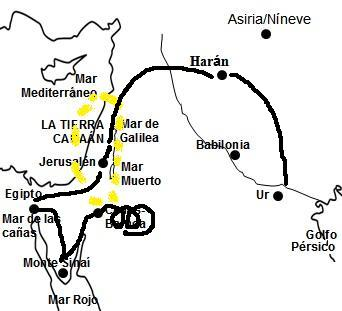 Asiria/Níneve
Harán
Mar
Mediterráneo
LA TIERRA
CANAÁN
Mar de
Galilea
Babilonia
Jerusalén
Mar
Muerto
Egipto
Ur
Mar de las
cañas
Golfo
Pérsico
Monte Sinaí
Mar Rojo